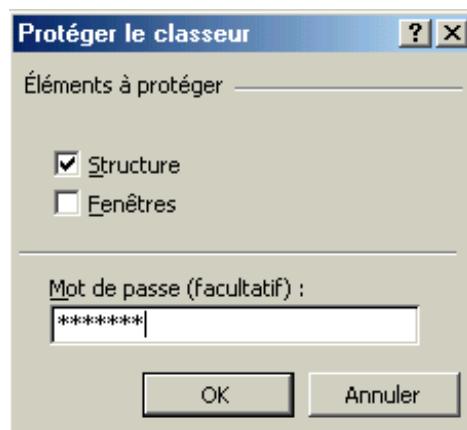 Protéger le classeur
Éléments à protéger
Structure
Fenêtres
Mot de passe (facultatif) :
*******
OK
Annuler